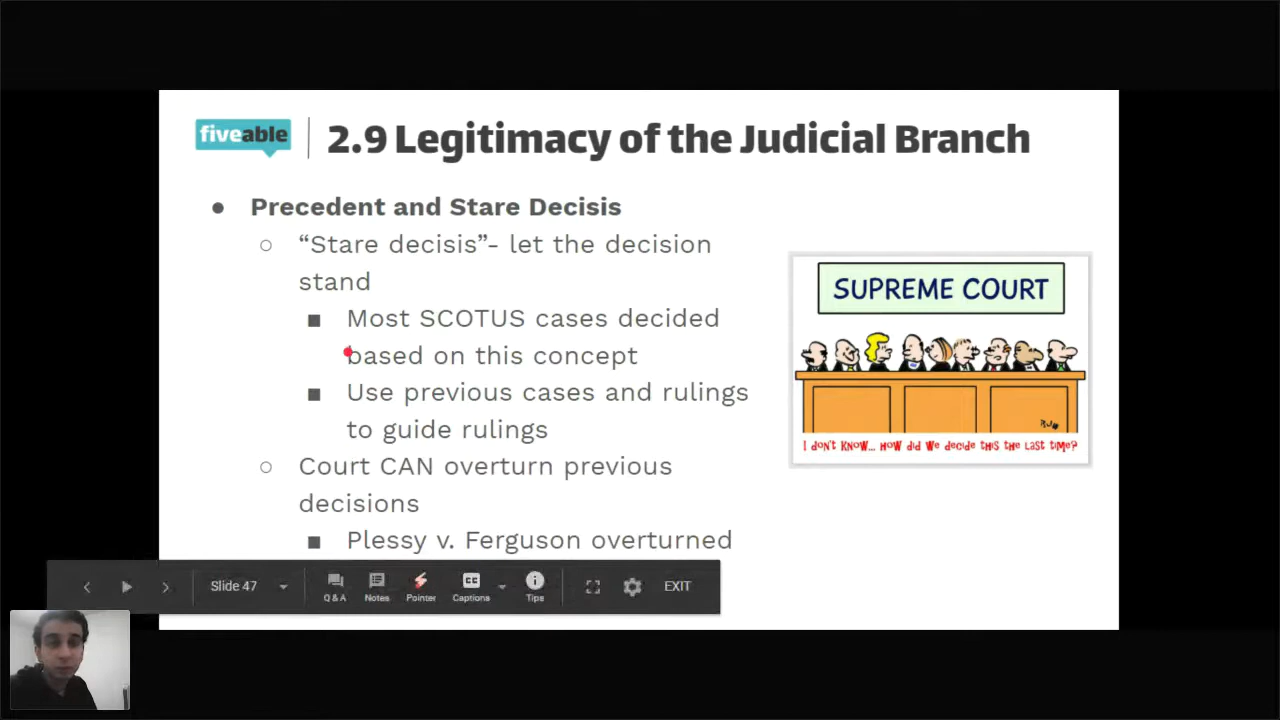 fiveable
2.9 Legitimacy of the Judicial Branch
● Precedent and Stare Decisis
○ “Stare decisis”- let the decision
stand
■ Most SCOTUS cases decided
based on this concept
■ Use previous cases and rulings
to guide rulings
○ Court CAN overturn previous
decisions
■ Plessy v. Ferguson overturned
SUPREME COURT
I DON'T KNOW... HOW DID WE DECIDE THIS THE LAST TIME?
Slide 47
Q & A
Notes
Pointer
CC
Captions
Tips
EXIT